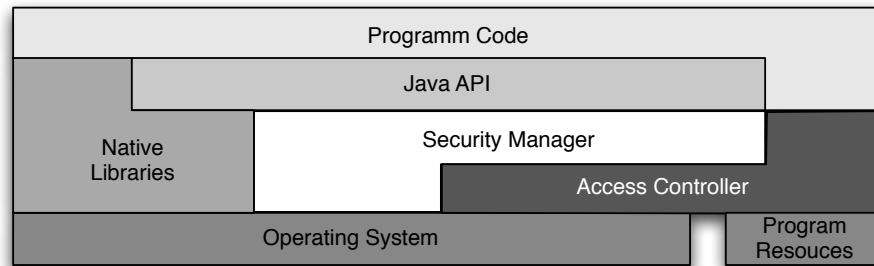 Programm Code
Java API
Security Manager
Native
Libraries
Access Controller
Operating System
Program
Resouces